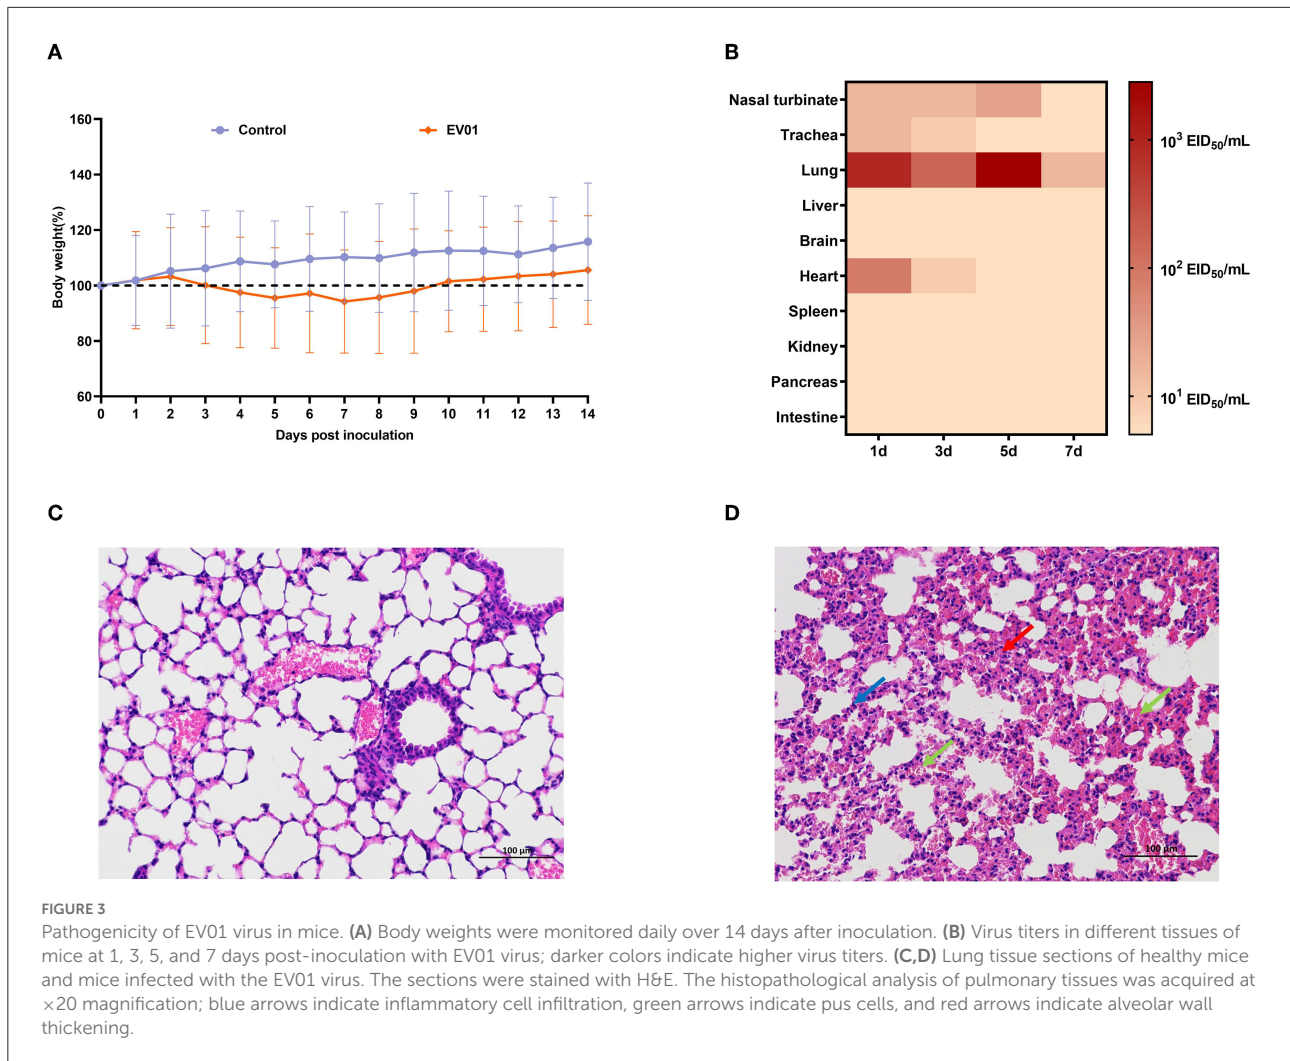 A
B
Control
EV01
160
140
120
100
80
60
Body weight(%)
0 1 2 3 4 5 6 7 8 9 10 11 12 13 14
Days post inoculation
Nasal turbinate
Trachea
Lung
Liver
Brain
Heart
Spleen
Kidney
Pancreas
Intestine
1d 3d 5d 7d
10³ EID₅₀/mL
10² EID₅₀/mL
10¹ EID₅₀/mL
C
D
100 μm
100 μm
FIGURE 3
Pathogenicity of EV01 virus in mice. (A) Body weights were monitored daily over 14 days after inoculation. (B) Virus titers in different tissues of
mice at 1, 3, 5, and 7 days post-inoculation with EV01 virus; darker colors indicate higher virus titers. (C,D) Lung tissue sections of healthy mice
and mice infected with the EV01 virus. The sections were stained with H&E. The histopathological analysis of pulmonary tissues was acquired at
×20 magnification; blue arrows indicate inflammatory cell infiltration, green arrows indicate pus cells, and red arrows indicate alveolar wall
thickening.